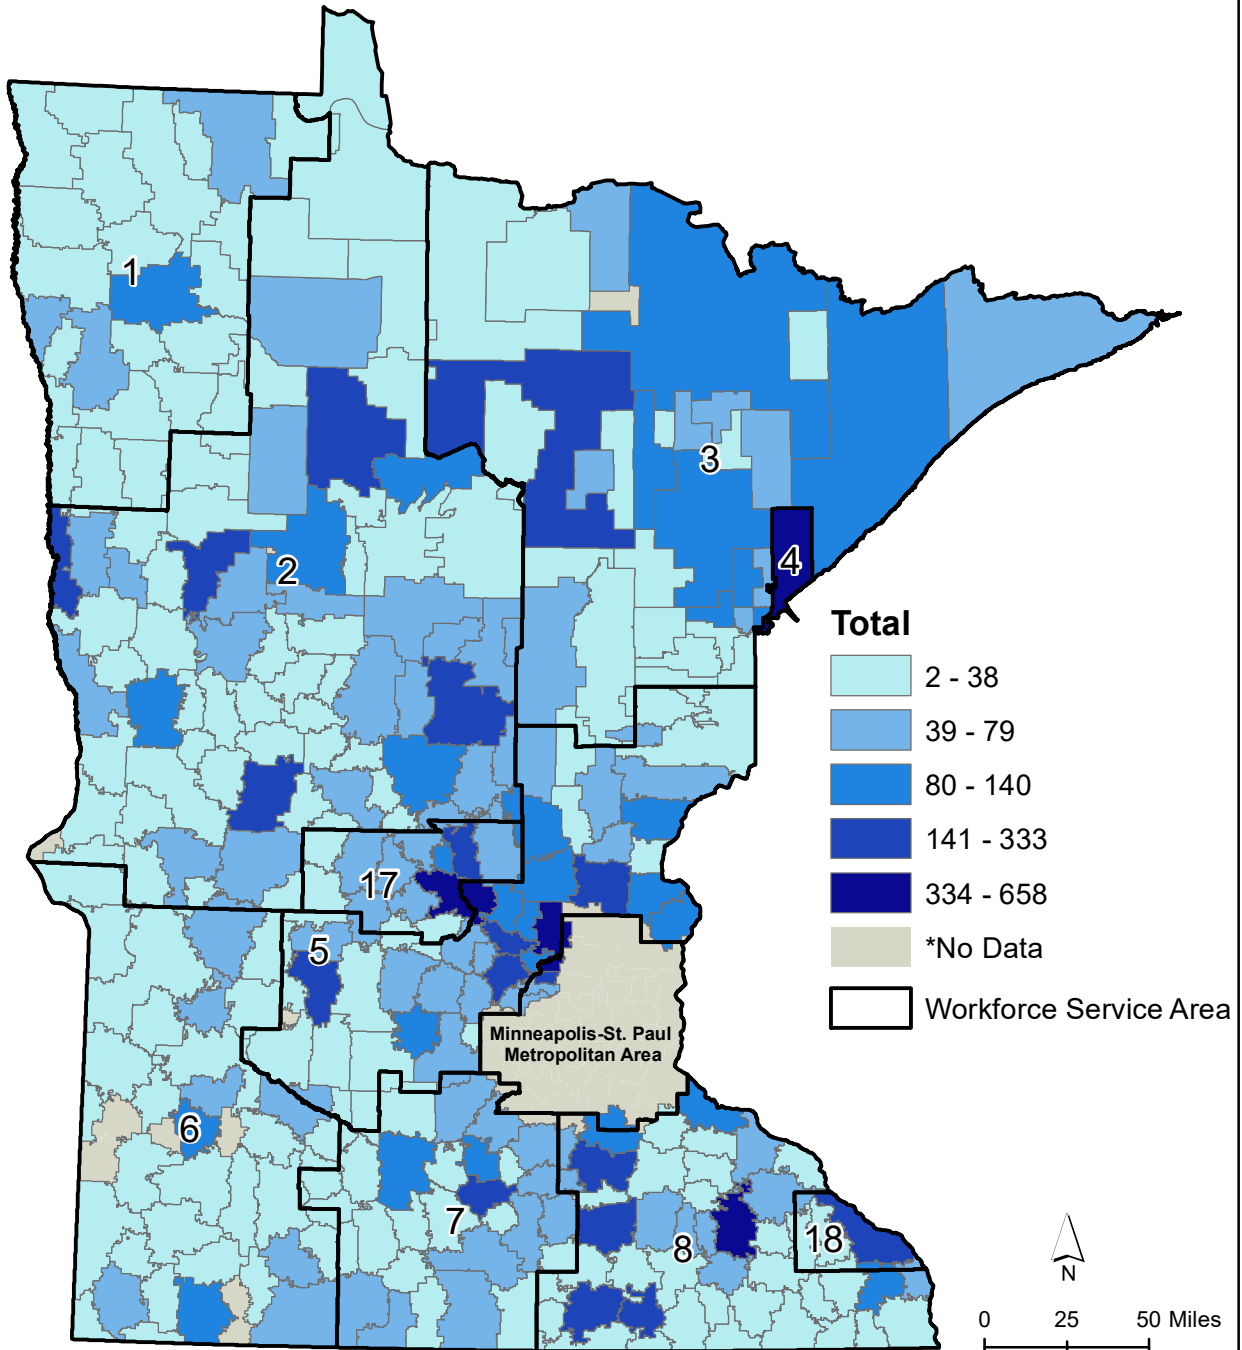 1
3
2
4
Total
2 - 38
39 - 79
80 - 140
141 - 333
334 - 658
*No Data
Workforce Service Area
17
5
Minneapolis-St. Paul
Metropolitan Area
6
7
8
18
N
0 25 50 Miles